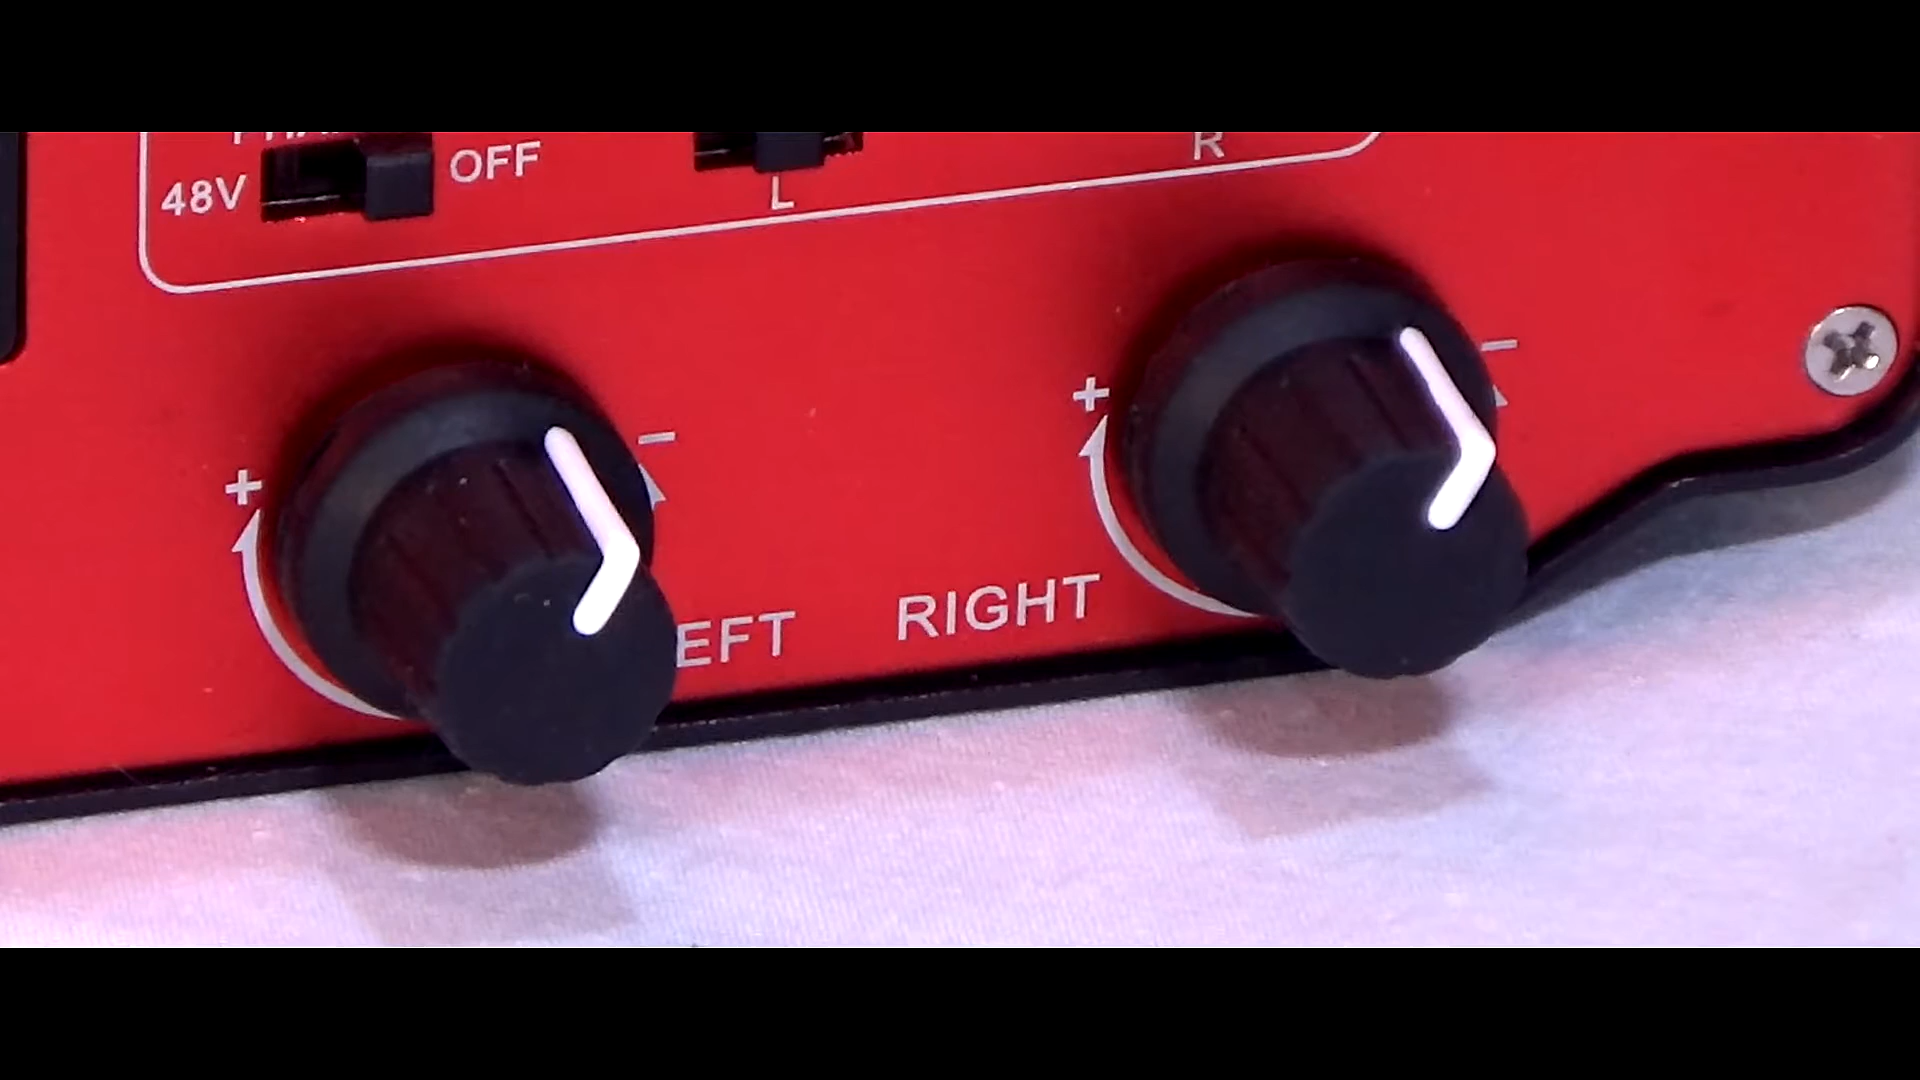 48V OFF
L
R
+ −
+ −
EFT
RIGHT